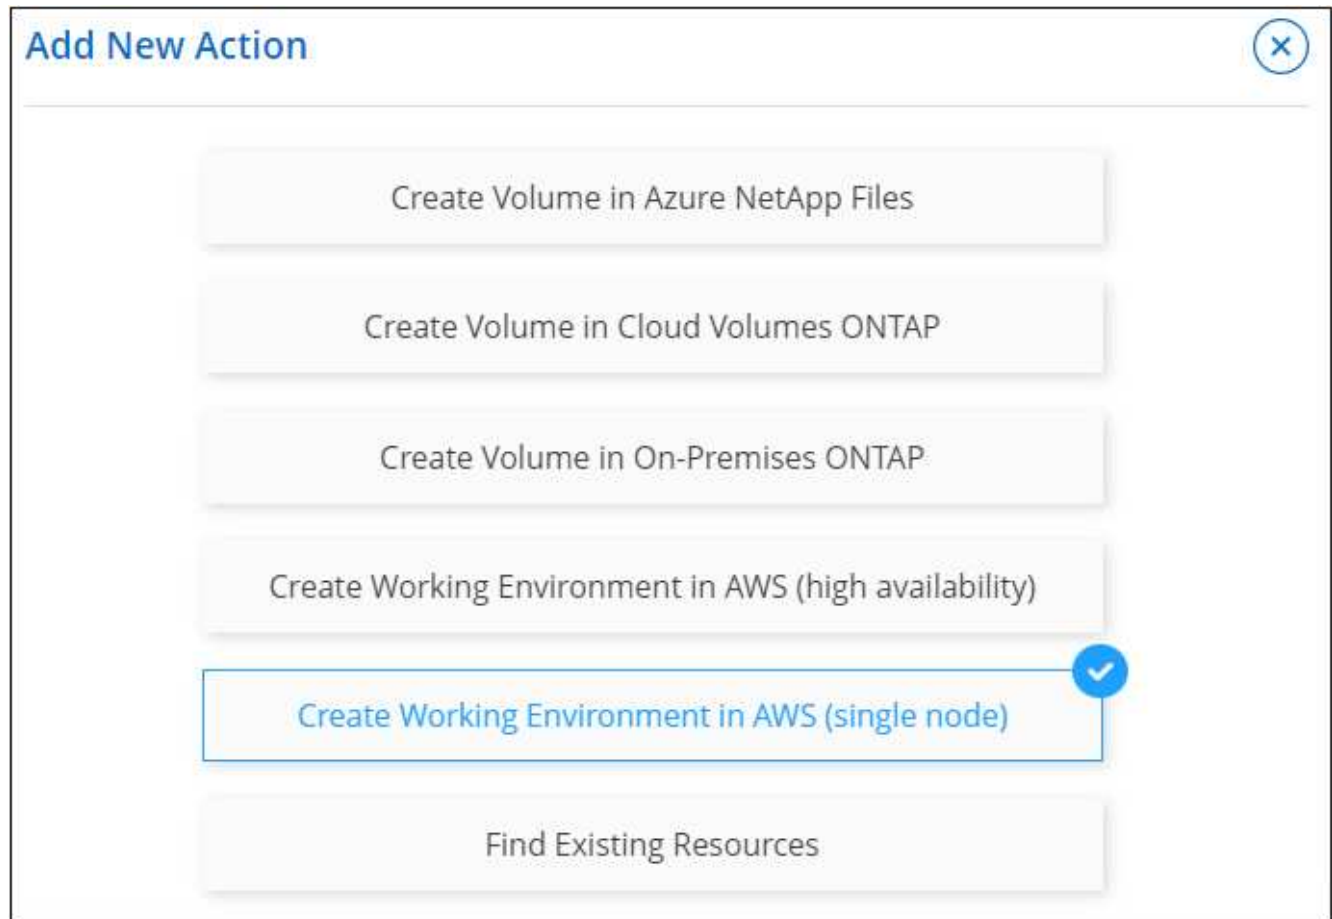 Add New Action
Create Volume in Azure NetApp Files
Create Volume in Cloud Volumes ONTAP
Create Volume in On-Premises ONTAP
Create Working Environment in AWS (high availability)
Create Working Environment in AWS (single node)
Find Existing Resources